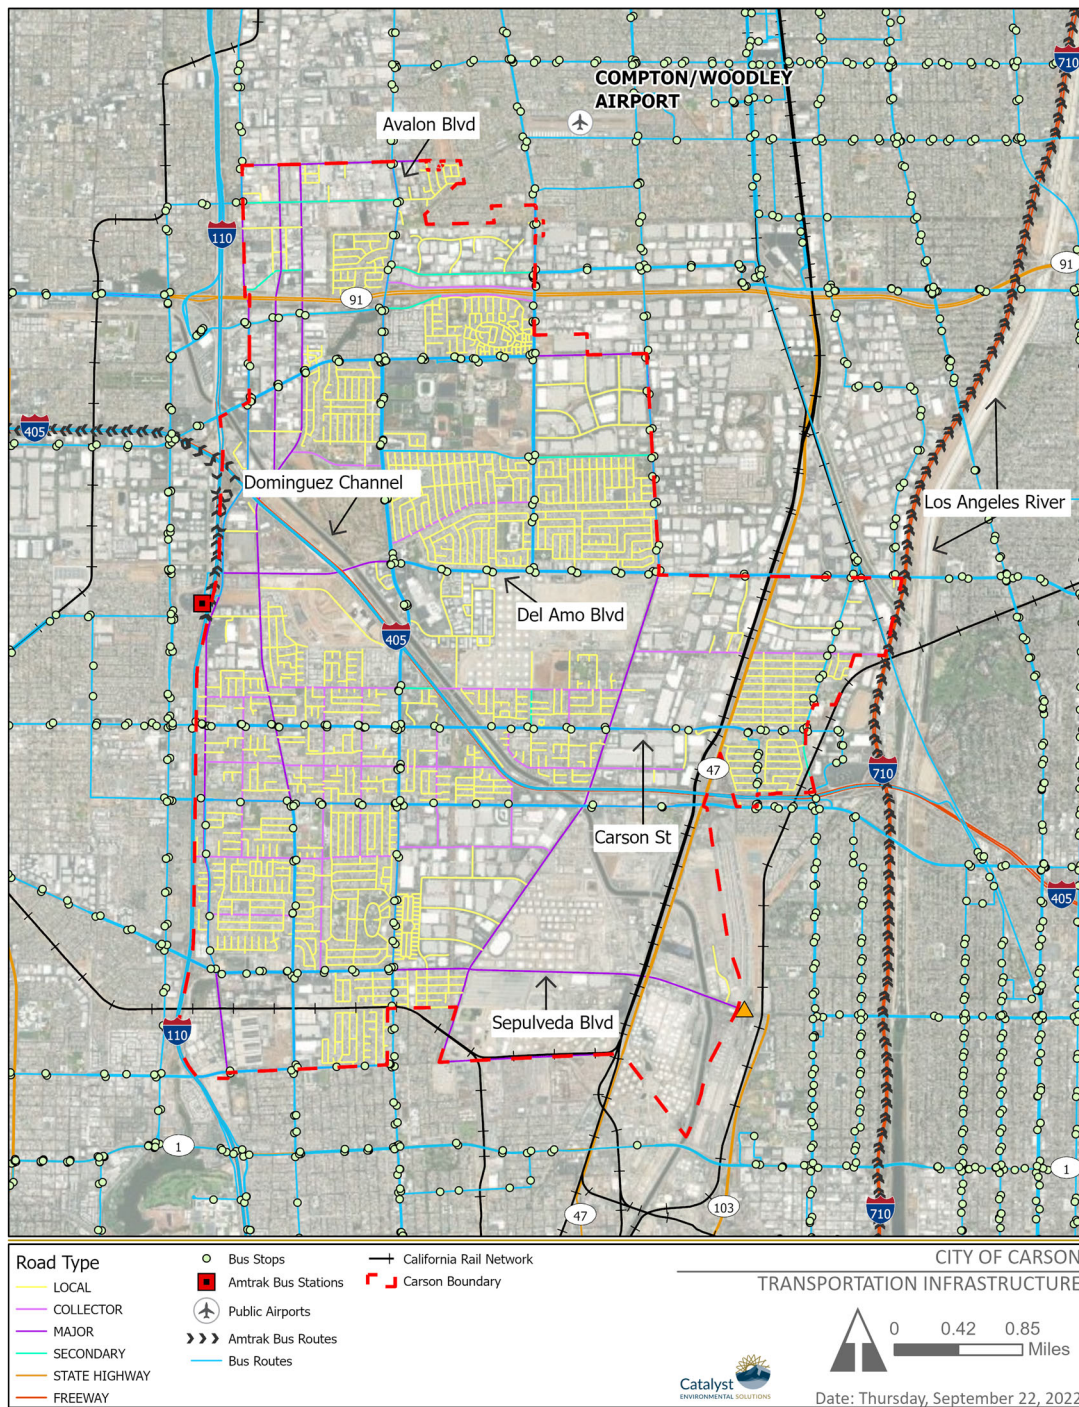 COMPTON/WOODLEY
AIRPORT
710
Avalon Blvd
110
91
91
405
Dominguez Channel
Los Angeles River
Del Amo Blvd
405
47
710
Carson St
405
Sepulveda Blvd
110
1
1
47
103
710
Road Type
LOCAL
COLLECTOR
MAJOR
SECONDARY
STATE HIGHWAY
FREEWAY
Bus Stops
Amtrak Bus Stations
Public Airports
Amtrak Bus Routes
Bus Routes
California Rail Network
Carson Boundary
CITY OF CARSON
TRANSPORTATION INFRASTRUCTURE
0 0.42 0.85
Miles
Catalyst
ENVIRONMENTAL SOLUTIONS
Date: Thursday, September 22, 2022